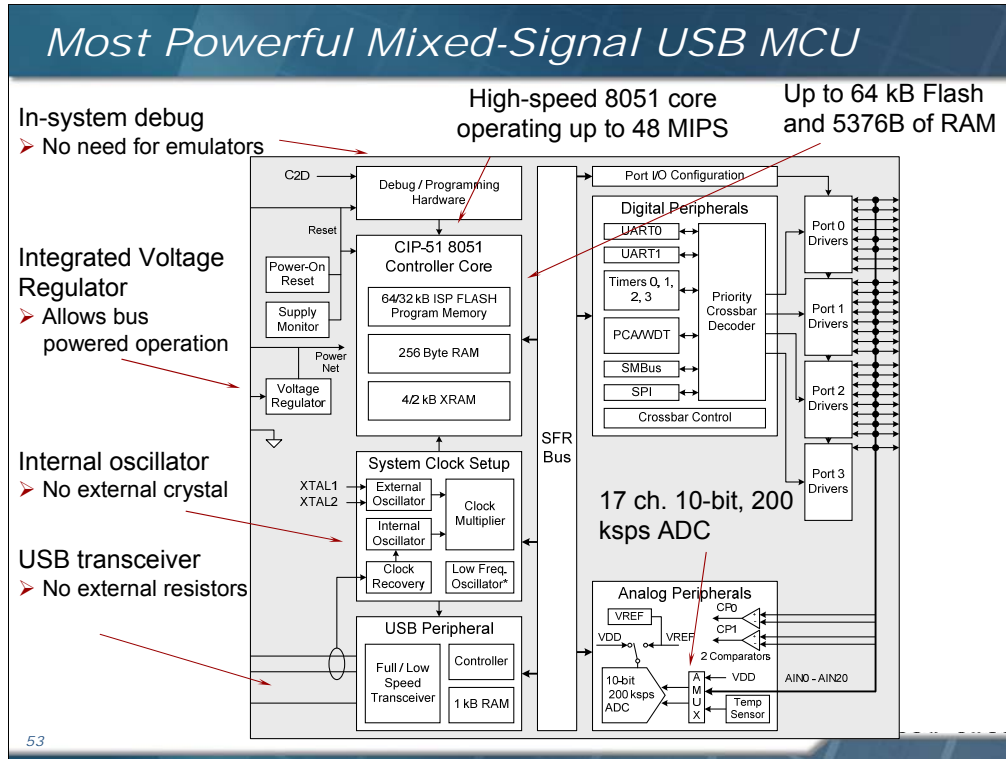 Most Powerful Mixed-Signal USB MCU
In-system debug
➢ No need for emulators
High-speed 8051 core
operating up to 48 MIPS
Up to 64 kB Flash
and 5376B of RAM
Integrated Voltage
Regulator
➢ Allows bus
powered operation
Internal oscillator
➢ No external crystal
USB transceiver
➢ No external resistors
17 ch. 10-bit, 200
ksps ADC
C2D
Debug / Programming
Hardware
Reset
Power-On
Reset
Supply
Monitor
Power
Net
Voltage
Regulator
CIP-51 8051
Controller Core
64/32 kB ISP FLASH
Program Memory
256 Byte RAM
4/2 kB XRAM
System Clock Setup
XTAL1
XTAL2
External
Oscillator
Internal
Oscillator
Clock
Multiplier
Clock
Recovery
Low Freq.
Oscillator*
USB Peripheral
Full / Low
Speed
Transceiver
Controller
1 kB RAM
SFR
Bus
Port I/O Configuration
Digital Peripherals
UART0
UART1
Timers 0, 1,
2, 3
PCA/WDT
SMBus
SPI
Priority
Crossbar
Decoder
Crossbar Control
Port 0
Drivers
Port 1
Drivers
Port 2
Drivers
Port 3
Drivers
Analog Peripherals
VREF
VDD
VREF
CP0
+
-
CP1
+
-
2 Comparators
10-bit
200 ksps
ADC
A
M
U
X
VDD
Temp
Sensor
AIN0 - AIN20
53